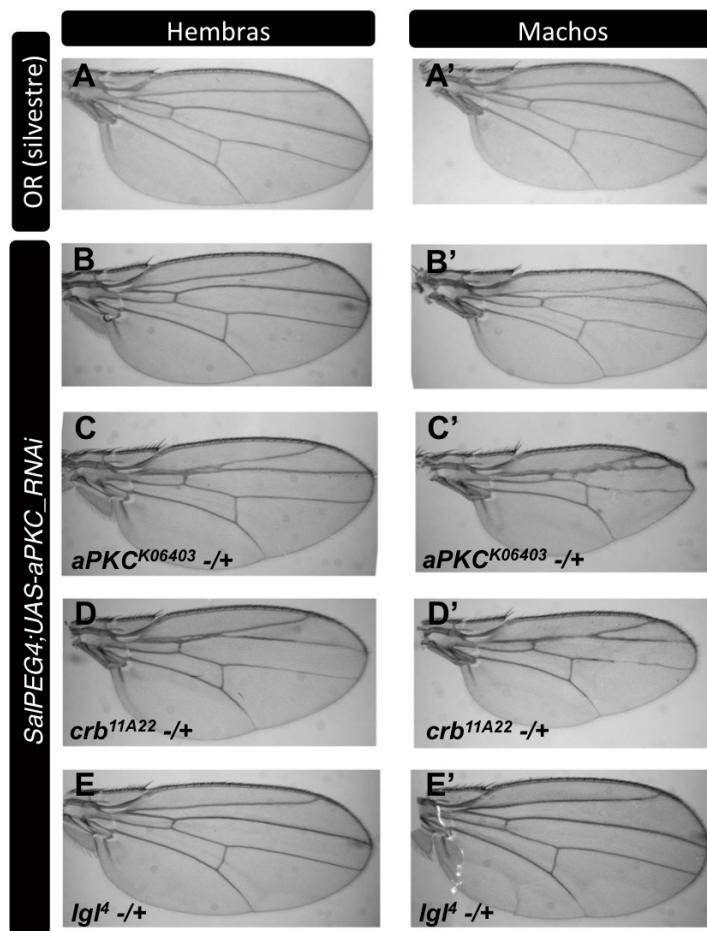 Hembras
Machos
OR (silvestre)
A
A'
SalPEG4;UAS-aPKC_RNAi
B
B'
C
C'
aPKC^K06403 -/+
aPKC^K06403 -/+
D
D'
crb^11A22 -/+
crb^11A22 -/+
E
E'
lgl^4 -/+
lgl^4 -/+